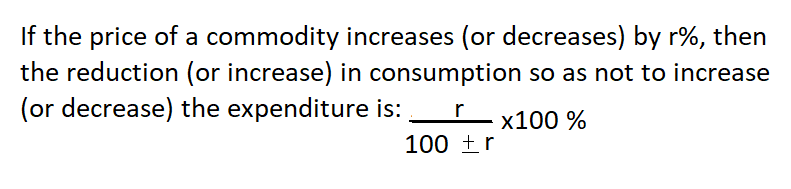 If the price of a commodity increases (or decreases) by r%, then
the reduction (or increase) in consumption so as not to increase
(or decrease) the expenditure is: r
x100 %
100 ± r